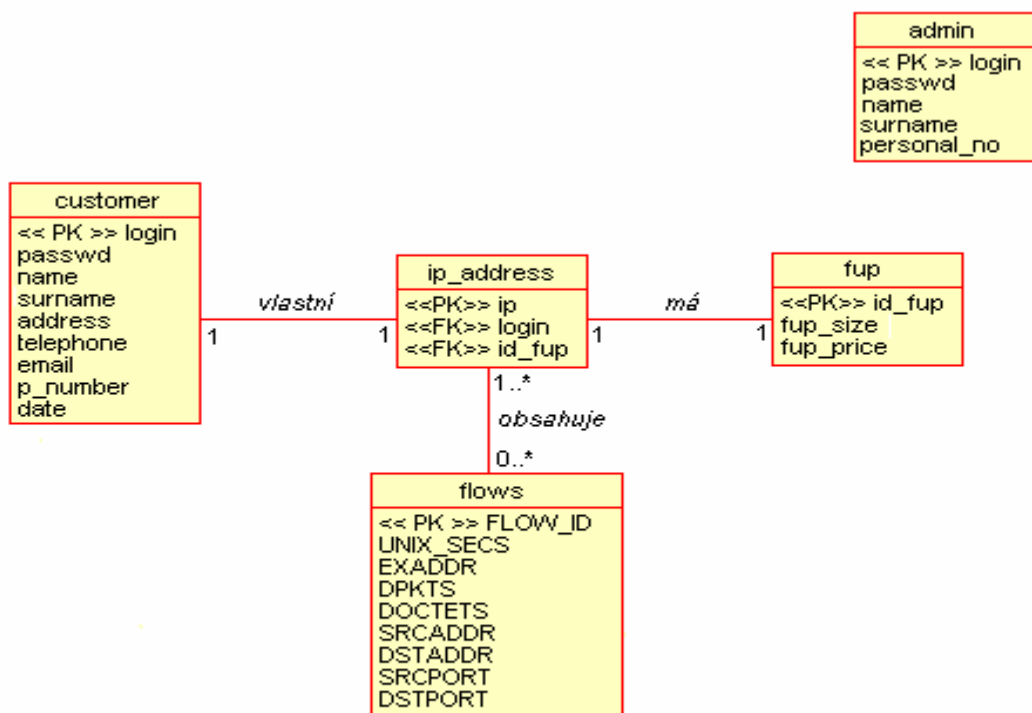 admin
<< PK >> login
passwd
name
surname
personal_no
customer
<< PK >> login
passwd
name
surname
address
telephone
email
p_number
date
vlastní
1
1
ip_address
<<PK>> ip
<<FK>> login
<<FK>> id_fup
má
1
1
fup
<<PK>> id_fup
fup_size
fup_price
1..*
obsahuje
0..*
flows
<< PK >> FLOW_ID
UNIX_SECS
EXADDR
DPKTS
DOCTETS
SRCADDR
DSTADDR
SRCPORT
DSTPORT